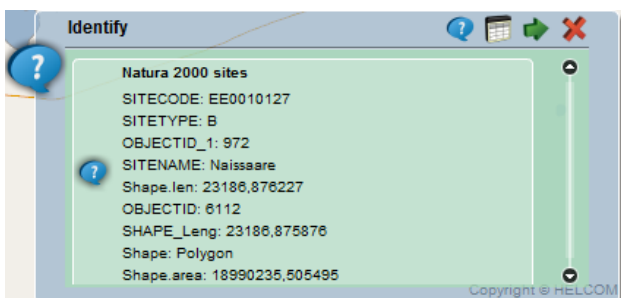 Identify
Natura 2000 sites
SITECODE: EE0010127
SITETYPE: B
OBJECTID_1: 972
SITENAME: Naissaare
Shape.len: 23186,876227
OBJECTID: 6112
SHAPE_Leng: 23186,875876
Shape: Polygon
Shape.area: 18990235,505495
Copyright © HELCOM